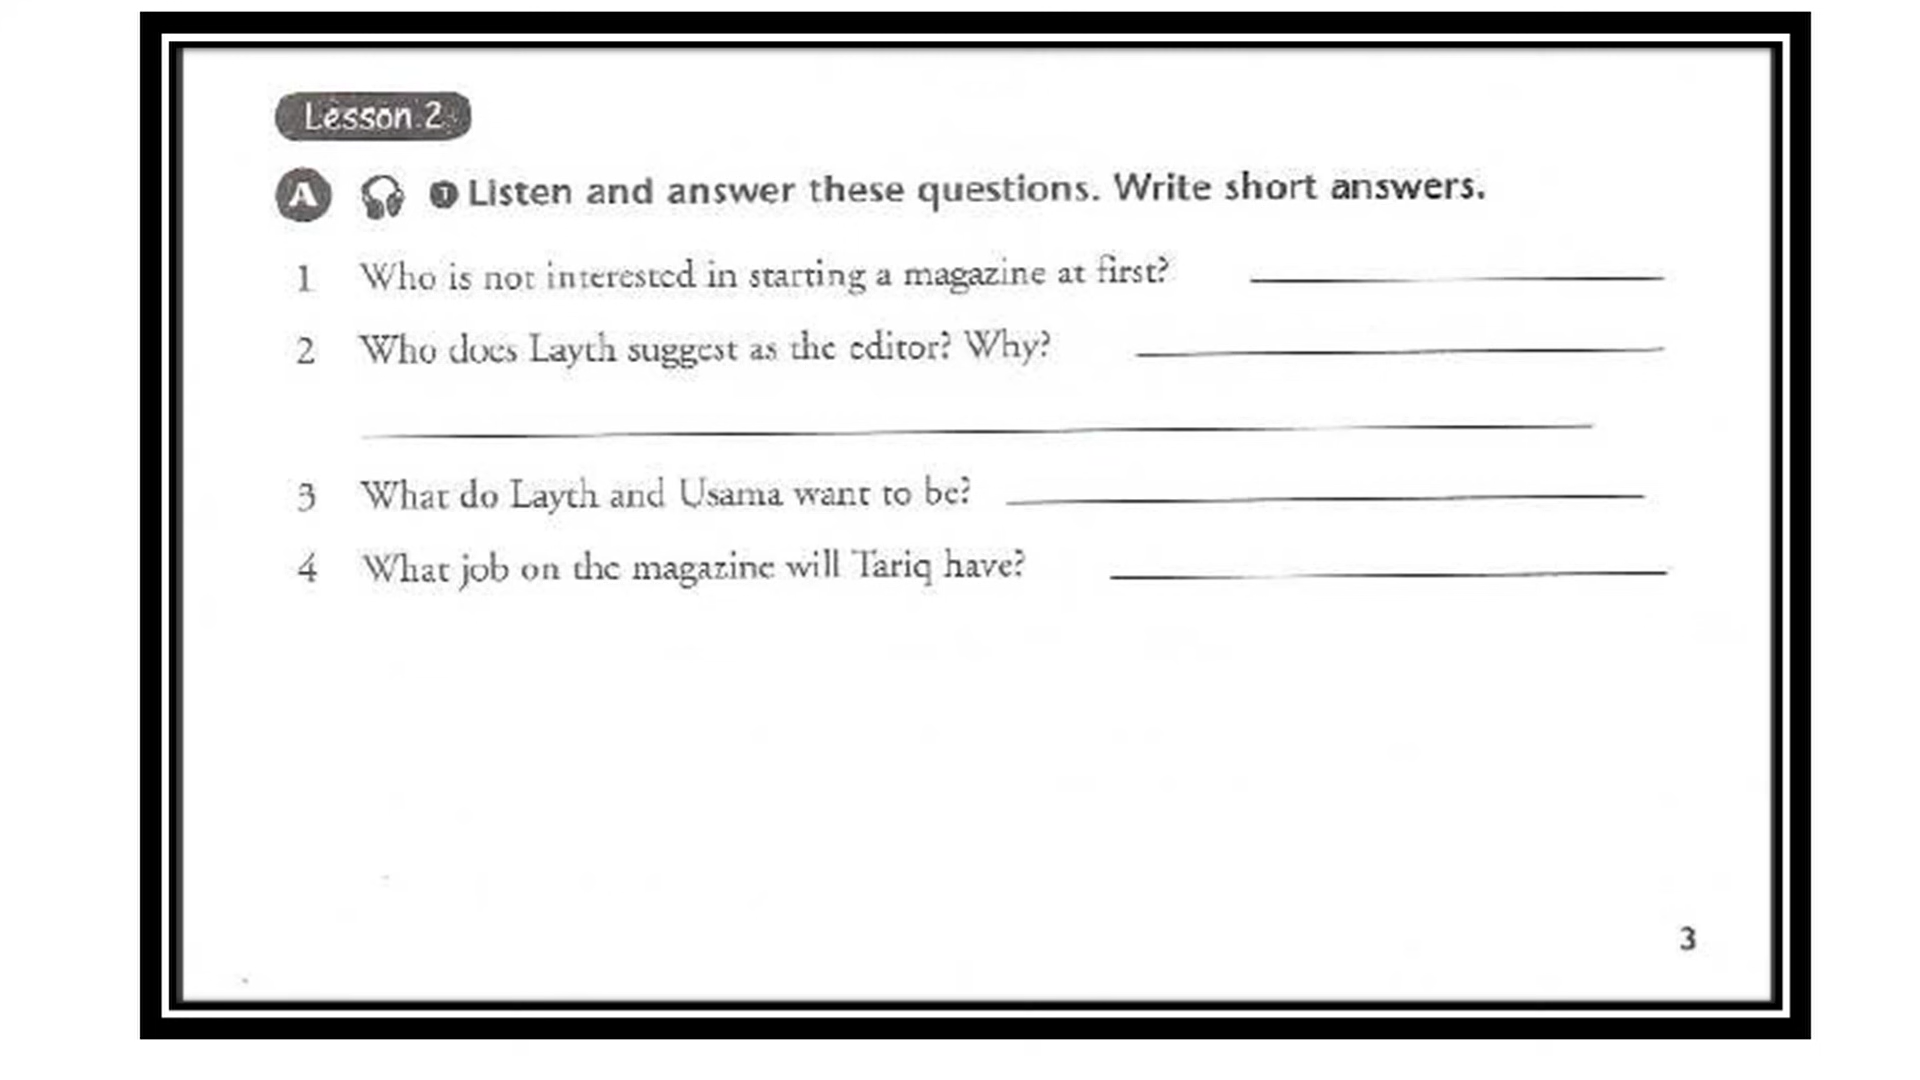 Lesson 2
A 1 Listen and answer these questions. Write short answers.
1 Who is not interested in starting a magazine at first?
2 Who does Layth suggest as the editor? Why?
3 What do Layth and Usama want to be?
4 What job on the magazine will Tariq have?
3